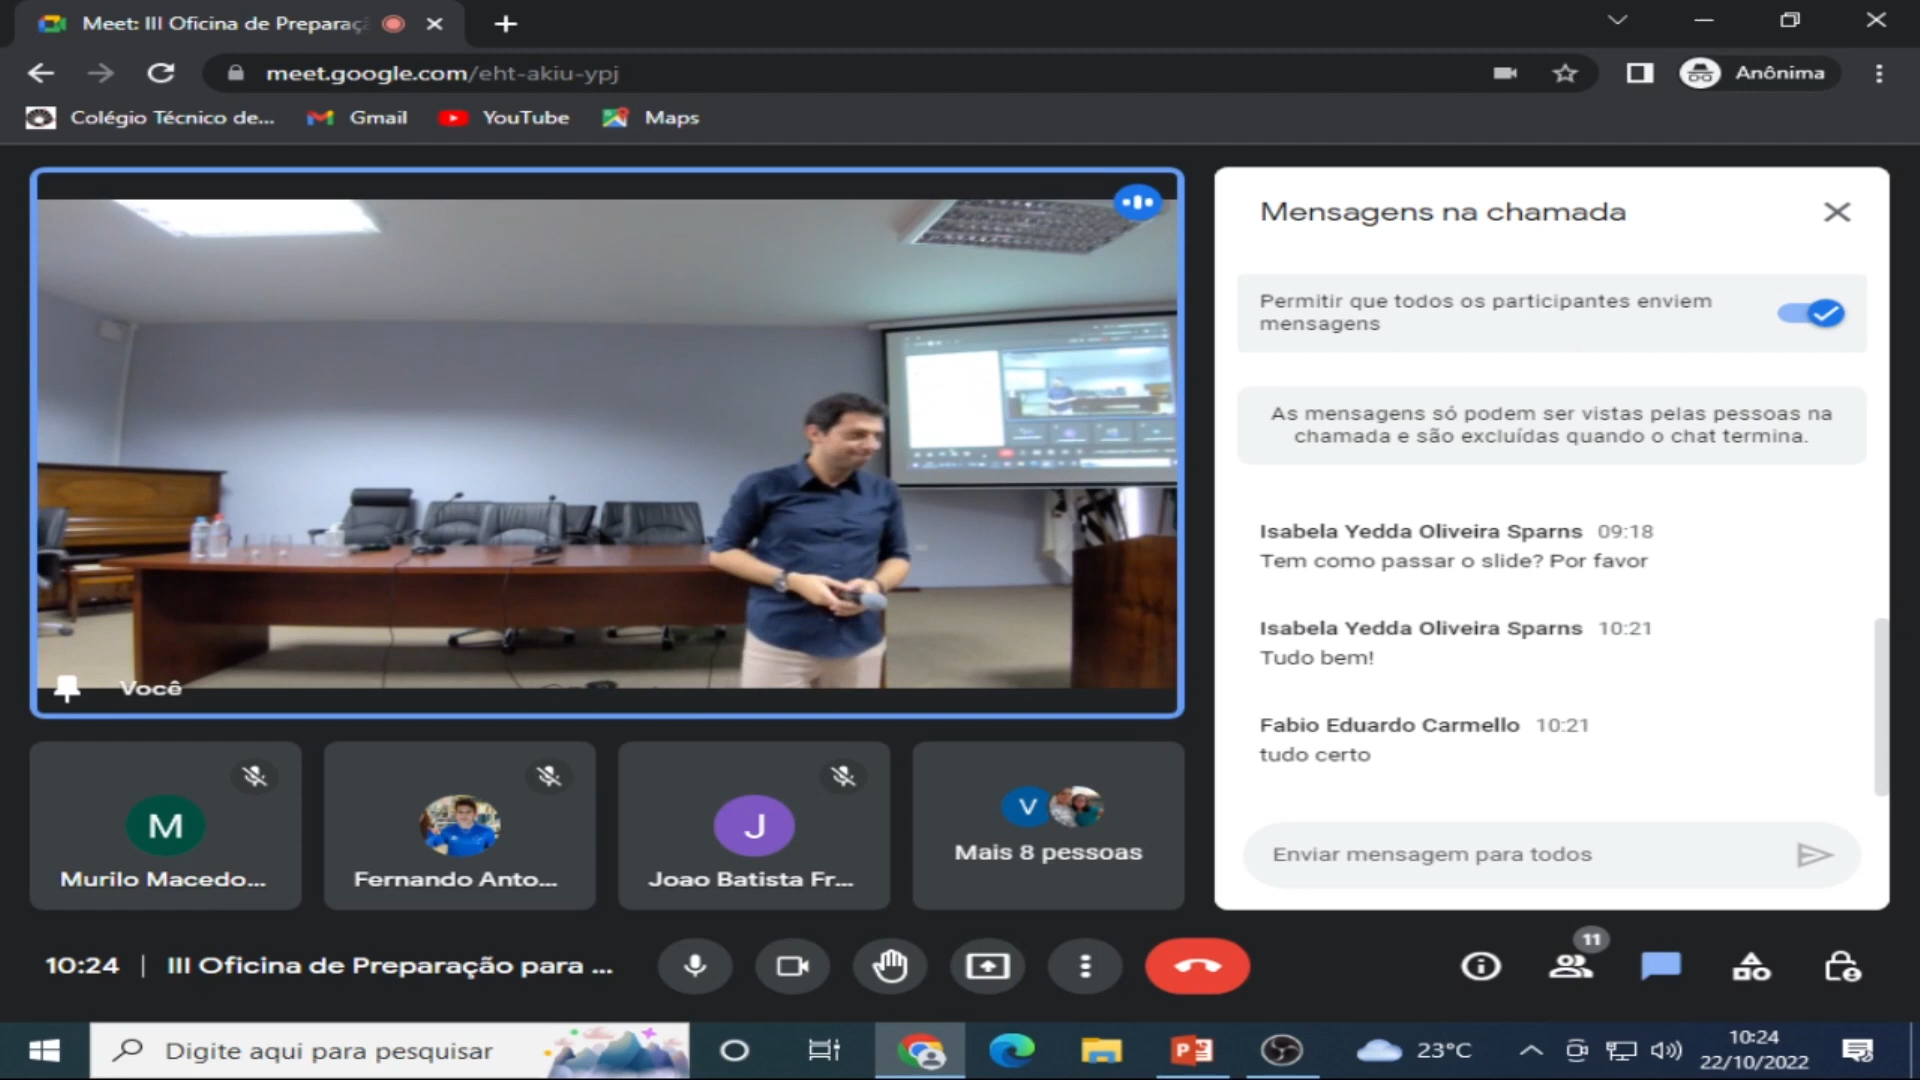 Meet: III Oficina de Preparaçã
meet.google.com/eht-akiu-ypj
Anônima
Colégio Técnico de...
Gmail
YouTube
Maps
Você
Mensagens na chamada
Permitir que todos os participantes enviem
mensagens
As mensagens só podem ser vistas pelas pessoas na
chamada e são excluídas quando o chat termina.
Isabela Yedda Oliveira Sparns 09:18
Tem como passar o slide? Por favor
Isabela Yedda Oliveira Sparns 10:21
Tudo bem!
Fabio Eduardo Carmello 10:21
tudo certo
Enviar mensagem para todos
M
Murilo Macedo...
Fernando Anto...
J
Joao Batista Fr...
V
Mais 8 pessoas
10:24 | III Oficina de Preparação para ...
11
Digite aqui para pesquisar
23°C
10:24
22/10/2022